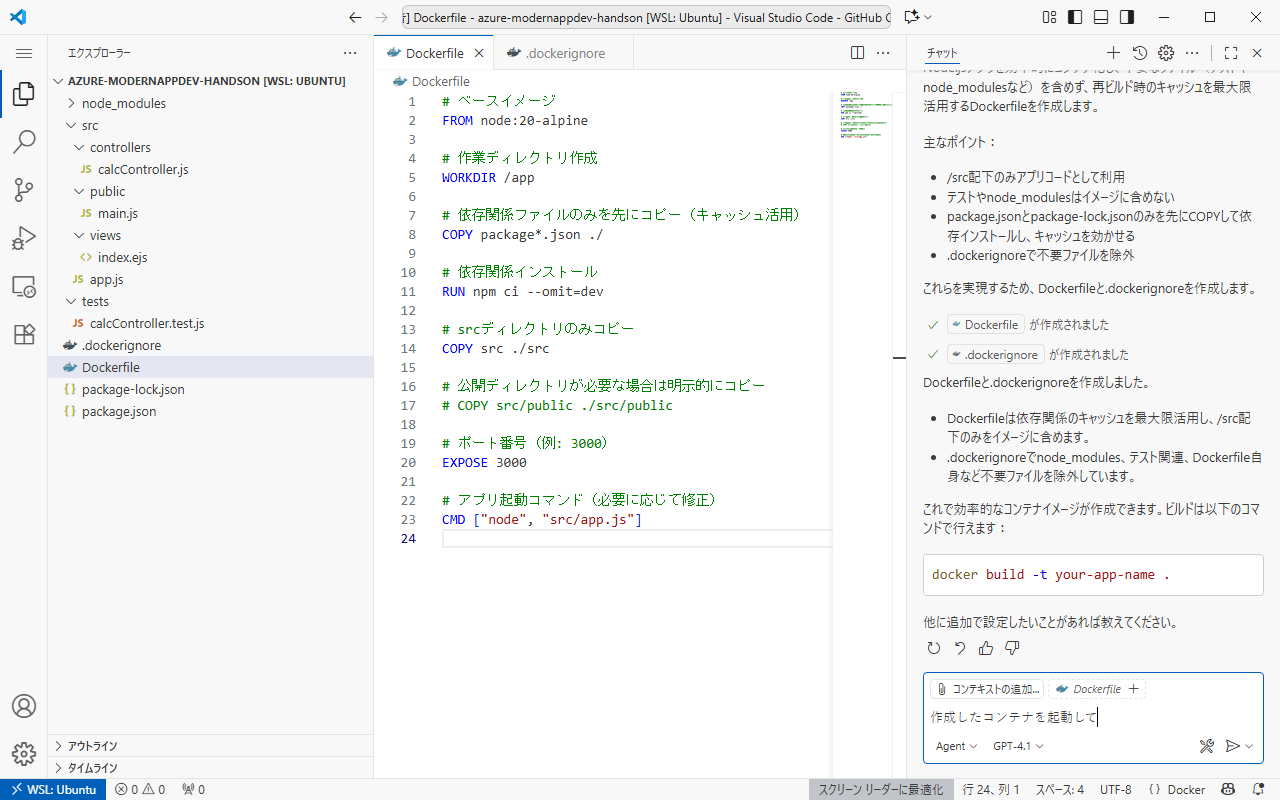 】Dockerfile - azure-modernappdev-handson [WSL: Ubuntu] - Visual Studio Code - GitHub C
エクスプローラー
Dockerfile
.dockerignore
チャット
AZURE-MODERNAPPDEV-HANDSON [WSL: UBUNTU]
node_modules
src
controllers
JS calcController.js
public
JS main.js
views
<> index.ejs
JS app.js
tests
JS calcController.test.js
.dockerignore
Dockerfile
{} package-lock.json
{} package.json
アウトライン
タイムライン
Dockerfile
1 # ベースイメージ
2 FROM node:20-alpine
3
4 # 作業ディレクトリ作成
5 WORKDIR /app
6
7 # 依存関係ファイルのみを先にコピー（キャッシュ活用）
8 COPY package*.json ./
9
10 # 依存関係インストール
11 RUN npm ci --omit=dev
12
13 # srcディレクトリのみコピー
14 COPY src ./src
15
16 # 公開ディレクトリが必要な場合は明示的にコピー
17 # COPY src/public ./src/public
18
19 # ポート番号（例: 3000）
20 EXPOSE 3000
21
22 # アプリ起動コマンド（必要に応じて修正）
23 CMD ["node", "src/app.js"]
24
node_modulesなど）を含めず、再ビルド時のキャッシュを最大限
活用するDockerfileを作成します。
主なポイント：
• /src配下のみアプリコードとして利用
• テストやnode_modulesはイメージに含めない
• package.jsonとpackage-lock.jsonのみを先にCOPYして依
存インストールし、キャッシュを効かせる
• .dockerignoreで不要ファイルを除外
これらを実現するため、Dockerfileと.dockerignoreを作成します。
Dockerfile が作成されました
.dockerignore が作成されました
Dockerfileと.dockerignoreを作成しました。
• Dockerfileは依存関係のキャッシュを最大限活用し、/src配
下のみをイメージに含めます。
• .dockerignoreでnode_modules、テスト関連、Dockerfile自
身など不要ファイルを除外しています。
これで効率的なコンテナイメージが作成できます。ビルドは以下のコマ
ンドで行えます：
docker build -t your-app-name .
他に追加で設定したいことがあれば教えてください。
コンテキストの追加... Dockerfile
作成したコンテナを起動して
Agent GPT-4.1
WSL: Ubuntu 0 0 0 スクリーン リーダーに最適化 行 24、列 1 スペース: 4 UTF-8 {} Docker